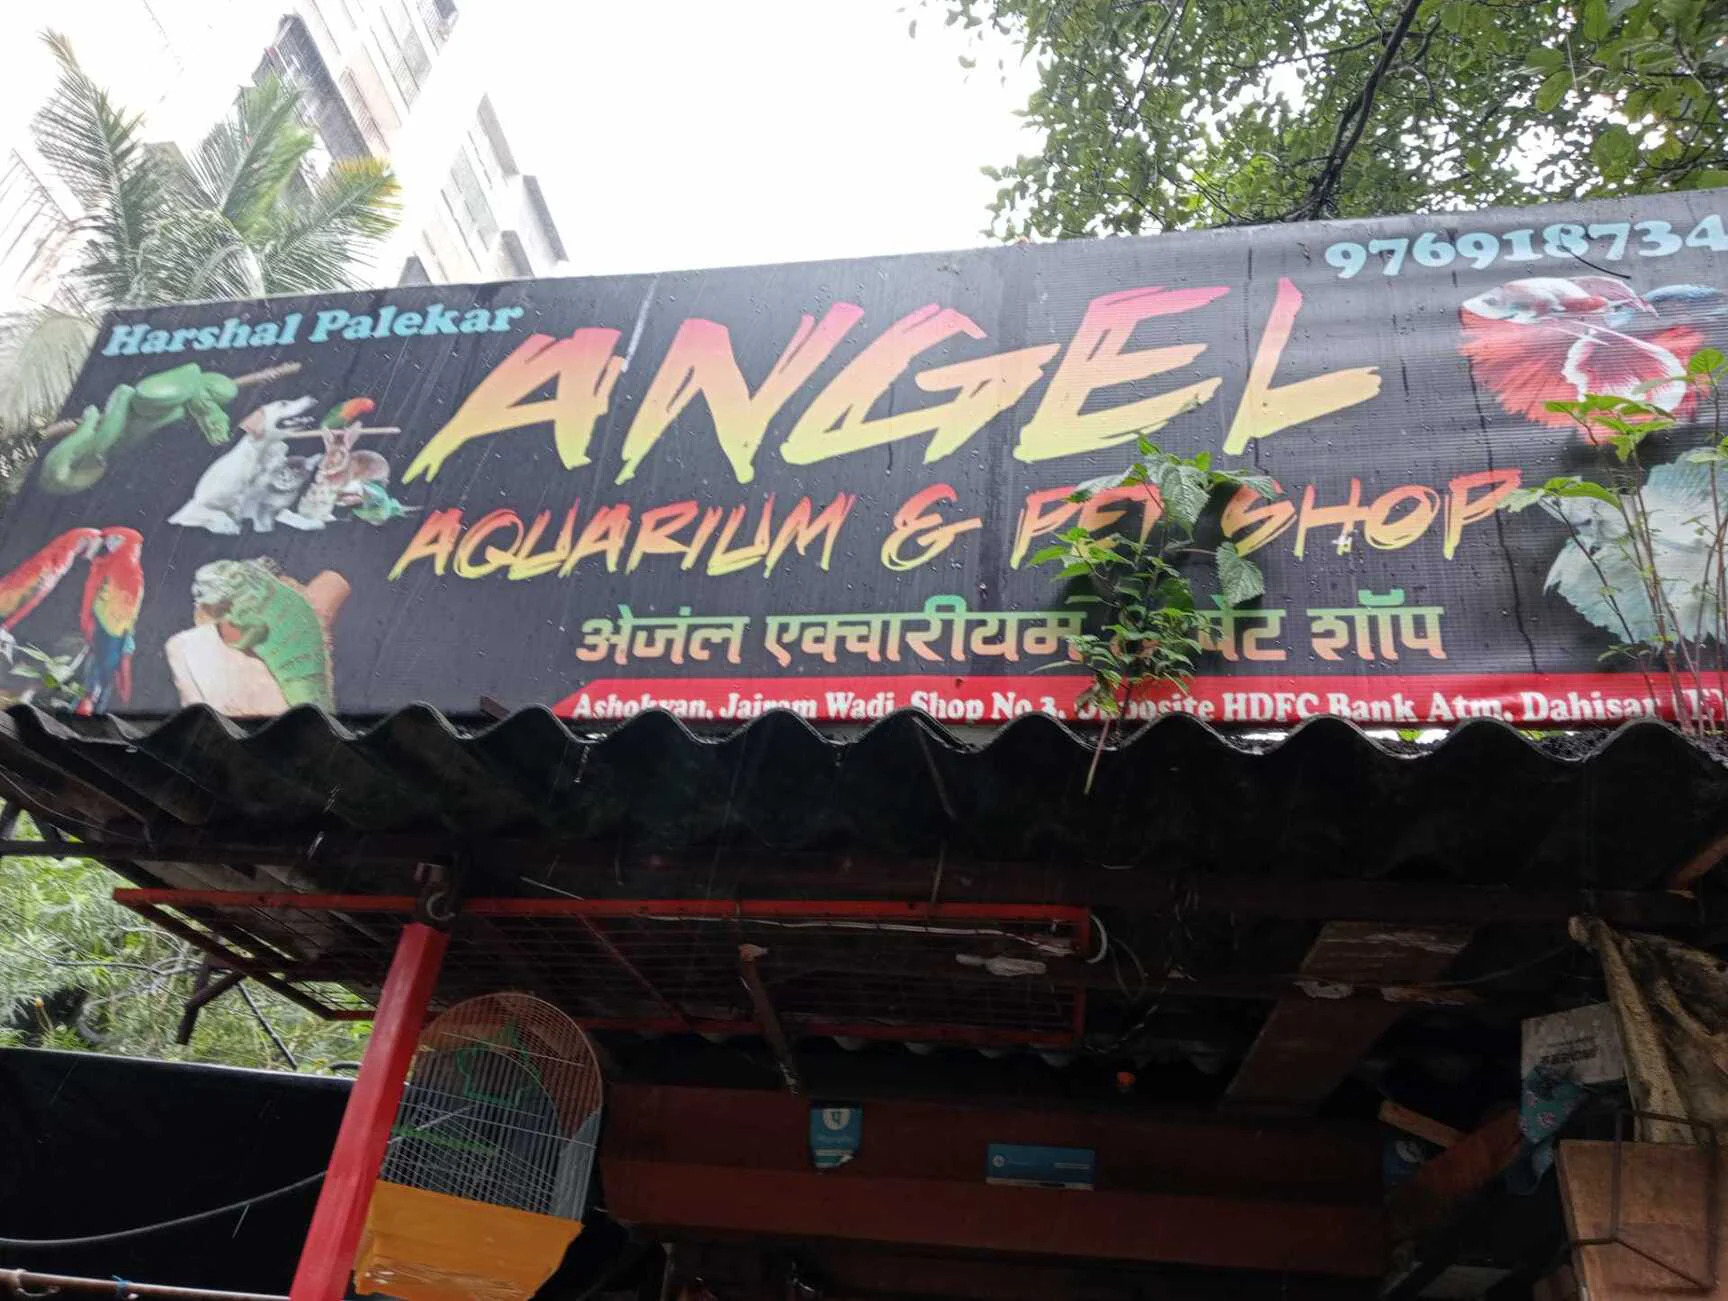 Harshal Palekar
976918734
ANGEL
AQUARIUM & PET SHOP
अेजंल एक्वारीयम पेट शॉप
Ashokvan, Jairam Wadi, Shop No 3, Opposite HDFC Bank Atm, Dahisar (E)
पे